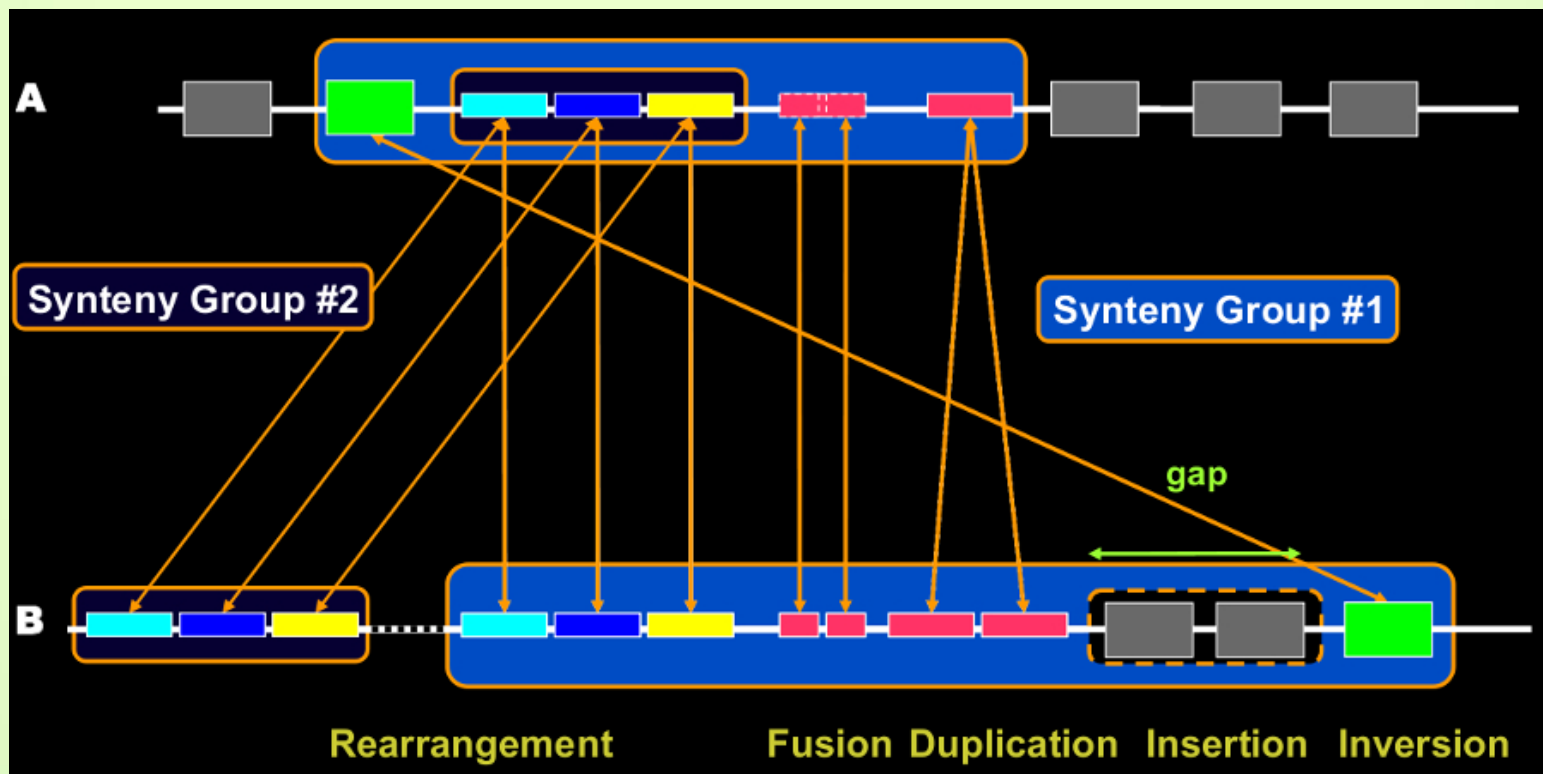 A
Synteny Group #2
Synteny Group #1
gap
B
Rearrangement Fusion Duplication Insertion Inversion